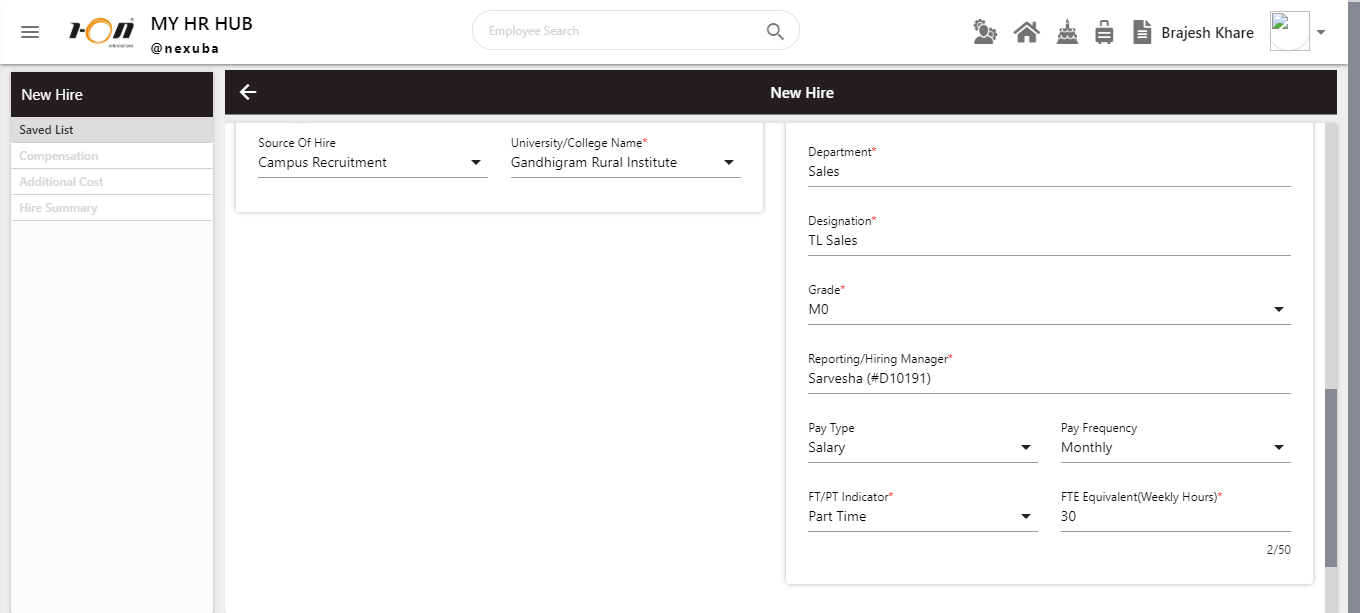 I-ON
MY HR HUB
@nexuba
Employee Search
Brajesh Khare
New Hire
Saved List
Compensation
Additional Cost
Hire Summary
New Hire
Source Of Hire
Campus Recruitment
University/College Name*
Gandhigram Rural Institute
Department*
Sales
Designation*
TL Sales
Grade*
M0
Reporting/Hiring Manager*
Sarvesha (#D10191)
Pay Type
Salary
Pay Frequency
Monthly
FT/PT Indicator*
Part Time
FTE Equivalent(Weekly Hours)*
30
2/50